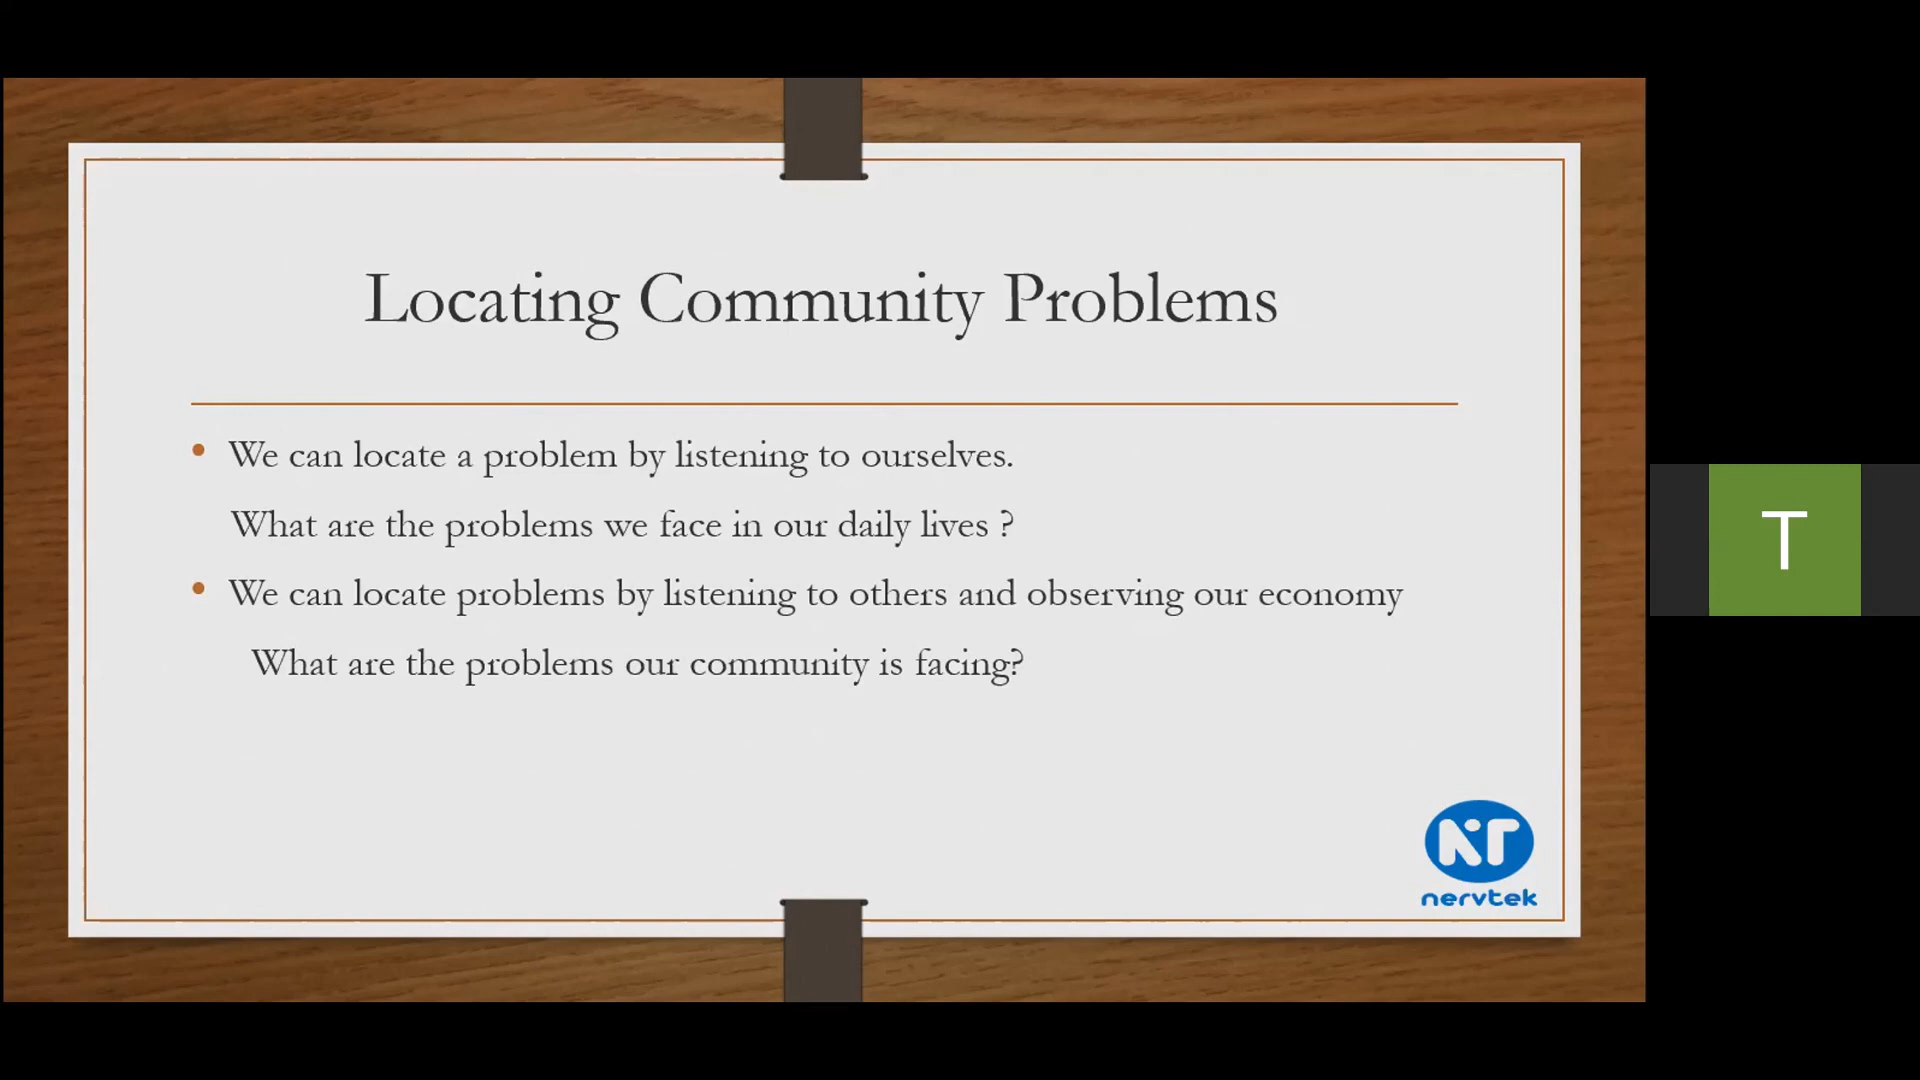 Locating Community Problems
We can locate a problem by listening to ourselves.
What are the problems we face in our daily lives ?
We can locate problems by listening to others and observing our economy
What are the problems our community is facing?
NT
nervtek
T